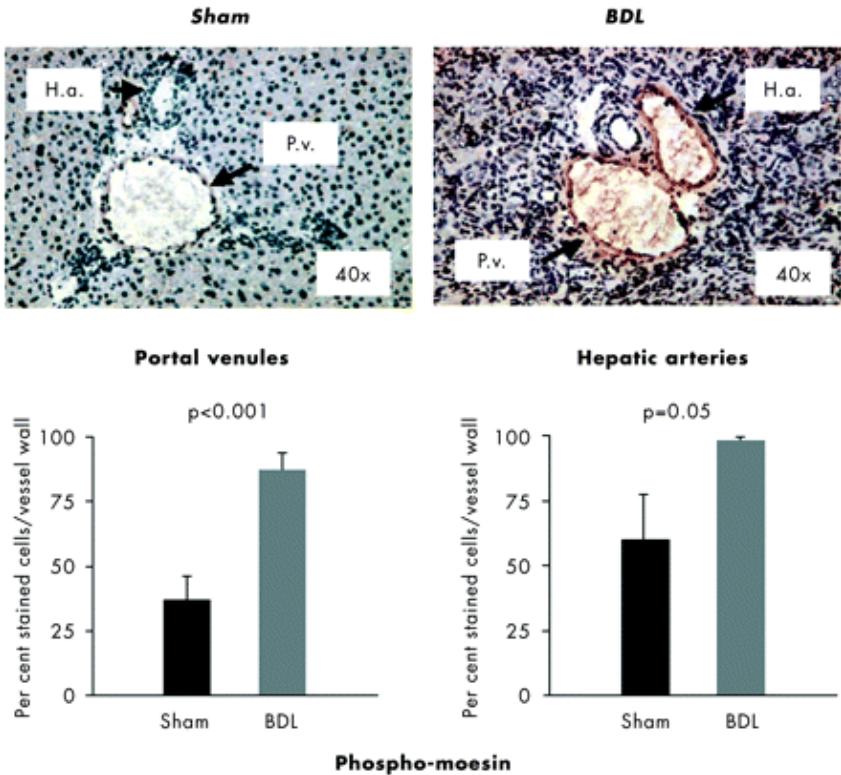 Sham
BDL
H.a.
P.v.
40x
H.a.
P.v.
40x
Portal venules
p<0.001
Per cent stained cells/vessel wall
100
75
50
25
0
Sham
BDL
Hepatic arteries
p=0.05
Per cent stained cells/vessel wall
100
75
50
25
0
Sham
BDL
Phospho-moesin